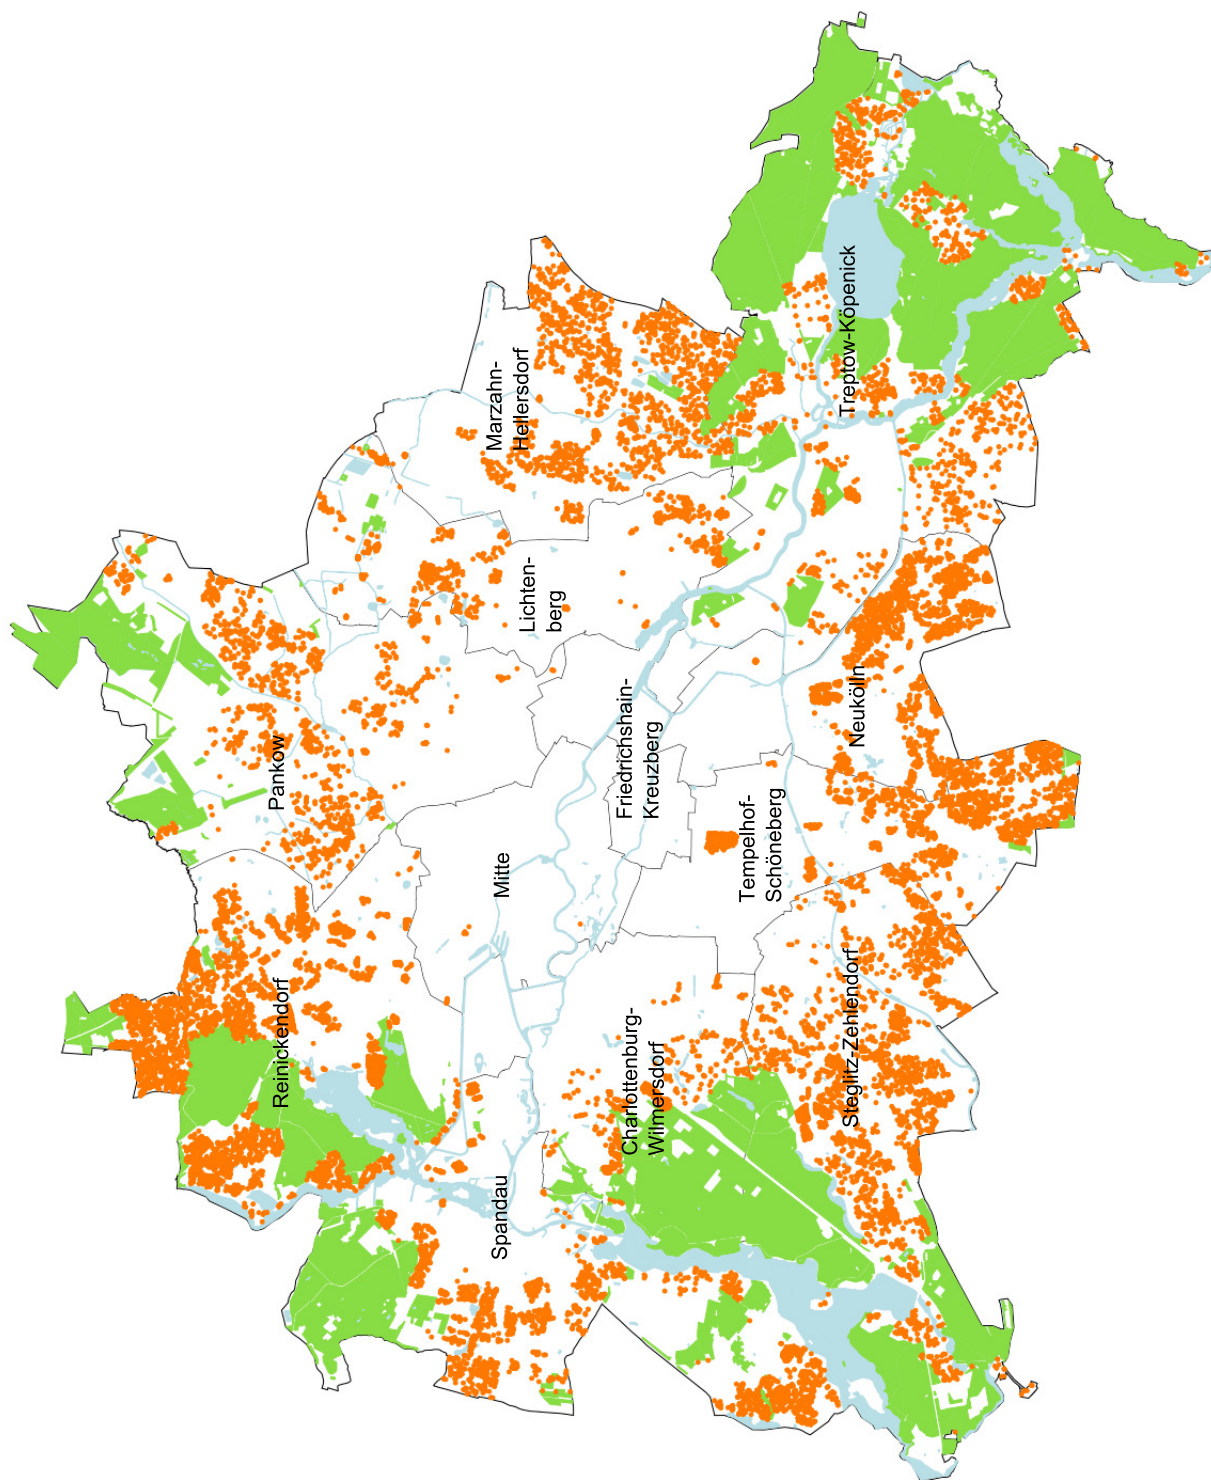 Reinickendorf
Pankow
Spandau
Mitte
Lichten-
berg
Marzahn-
Hellersdorf
Charlottenburg-
Wilmersdorf
Friedrichshain-
Kreuzberg
Tempelhof-
Schöneberg
Steglitz-Zehlendorf
Neukölln
Treptow-Köpenick